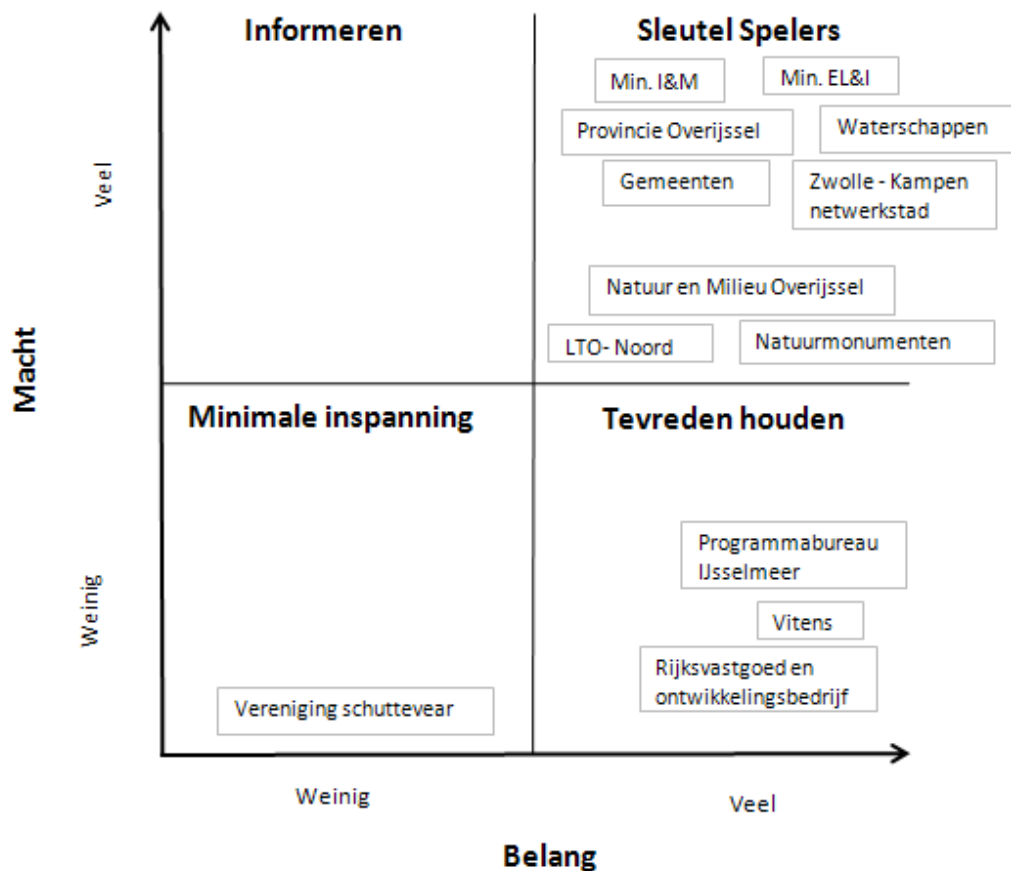 Informeren
Sleutel Spelers
Min. I&M
Min. EL&I
Provincie Overijssel
Waterschappen
Gemeenten
Zwolle - Kampen
netwerkstad
Natuur en Milieu Overijssel
LTO- Noord
Natuurmonumenten
Veel
Macht
Weinig
Minimale inspanning
Tevreden houden
Programmabureau
IJsselmeer
Vitens
Rijksvastgoed en
ontwikkelingsbedrijf
Vereniging schuttevear
Weinig
Veel
Belang